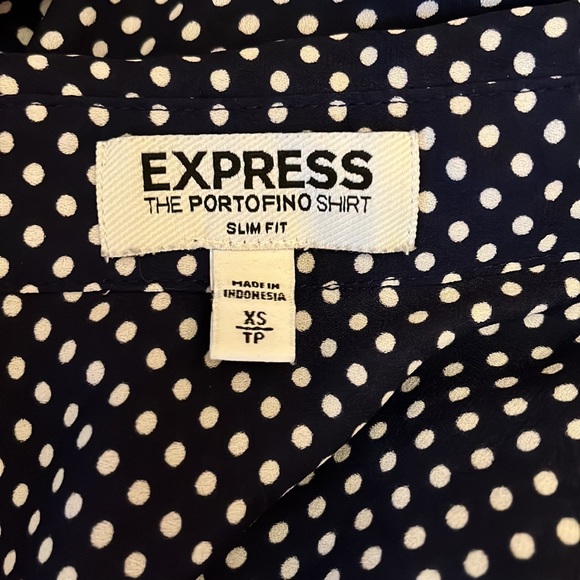 EXPRESS
THE PORTOFINO SHIRT
SLIM FIT
MADE IN
INDONESIA
XS
TP